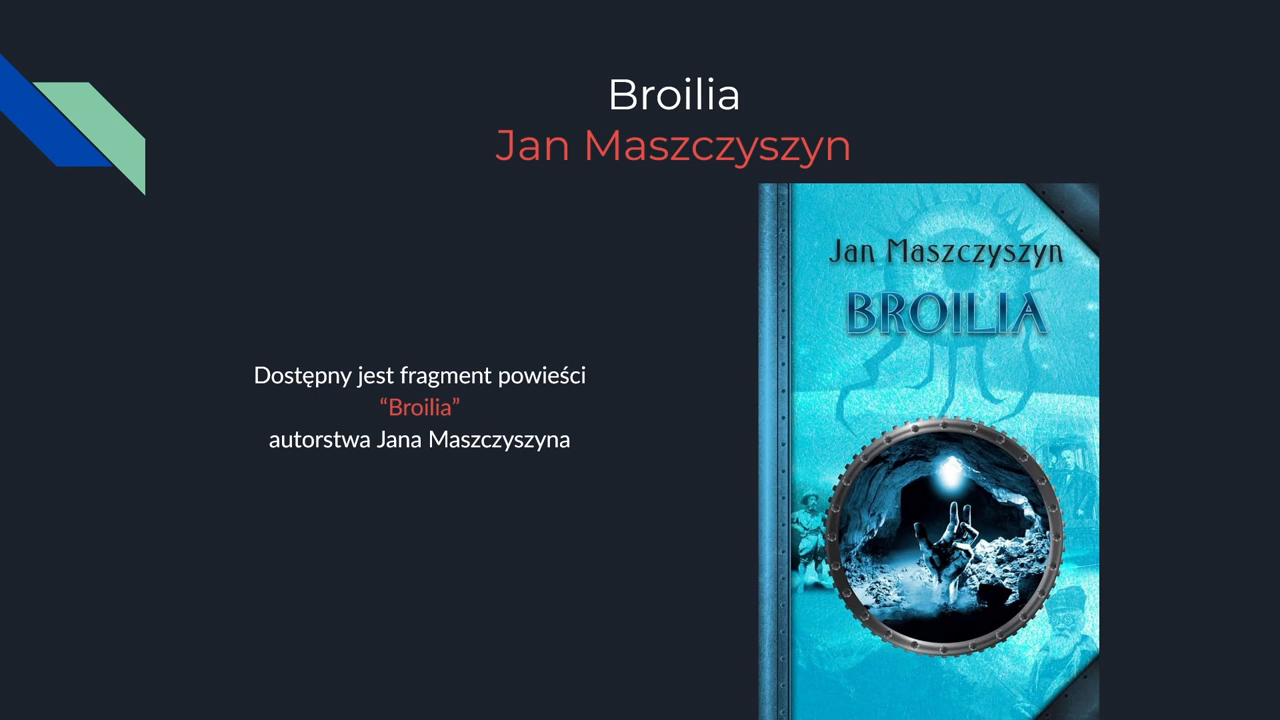 Broilia
Jan Maszczyszyn
Dostępny jest fragment powieści
“Broilia”
autorstwa Jana Maszczyszyna
Jan Maszczyszyn
BROILIA